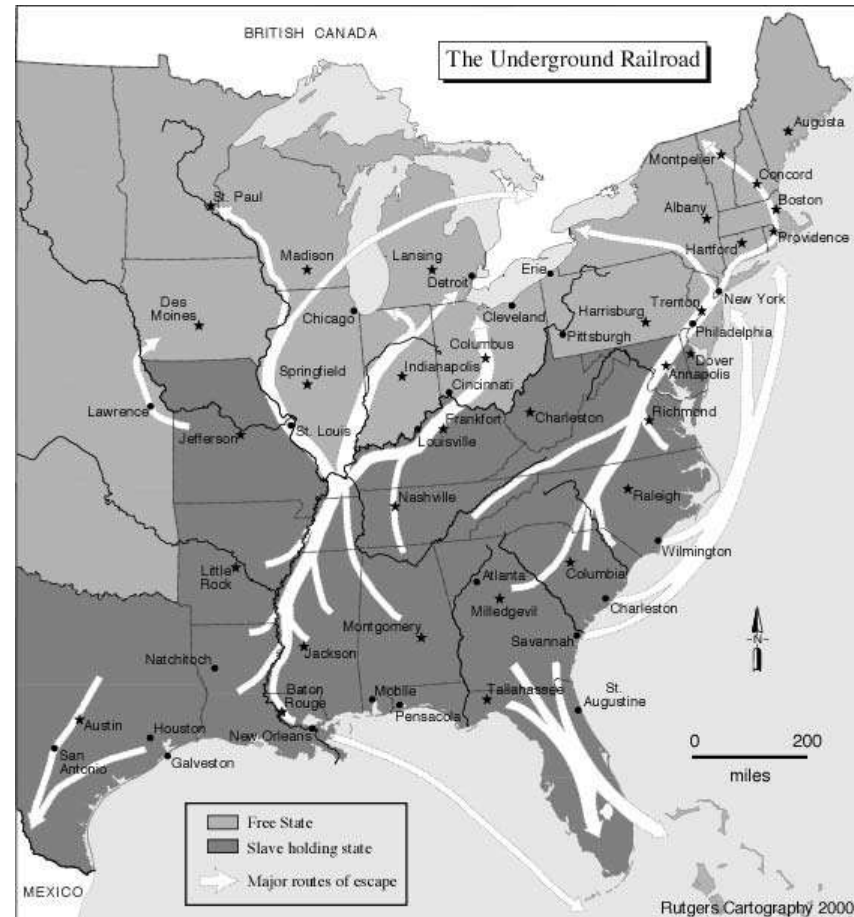 BRITISH CANADA
The Underground Railroad
Augusta
Montpelier
Concord
St. Paul
Boston
Albany
Providence
Hartford
Madison
Lansing
Erie
Detroit
New York
Des
Moines
Chicago
Cleveland
Harrisburg
Trenton
Pittsburgh
Philadelphia
Columbus
Dover
Springfield
Indianapolis
Annapolis
Cincinnati
Lawrence
Frankfort
Charleston
Richmond
Jefferson
St. Louis
Louisville
Nashville
Raleigh
Wilmington
Little
Rock
Atlanta
Columbia
Milledgevil
Charleston
Montgomery
Savannah
Jackson
Natchitoch
Baton
Rouge
Mobile
Tallahassee
St.
Augustine
Pensacola
Austin
Houston
New Orleans
San
Antonio
Galveston
N
0 200
miles
Free State
Slave holding state
Major routes of escape
MEXICO
Rutgers Cartography 2000